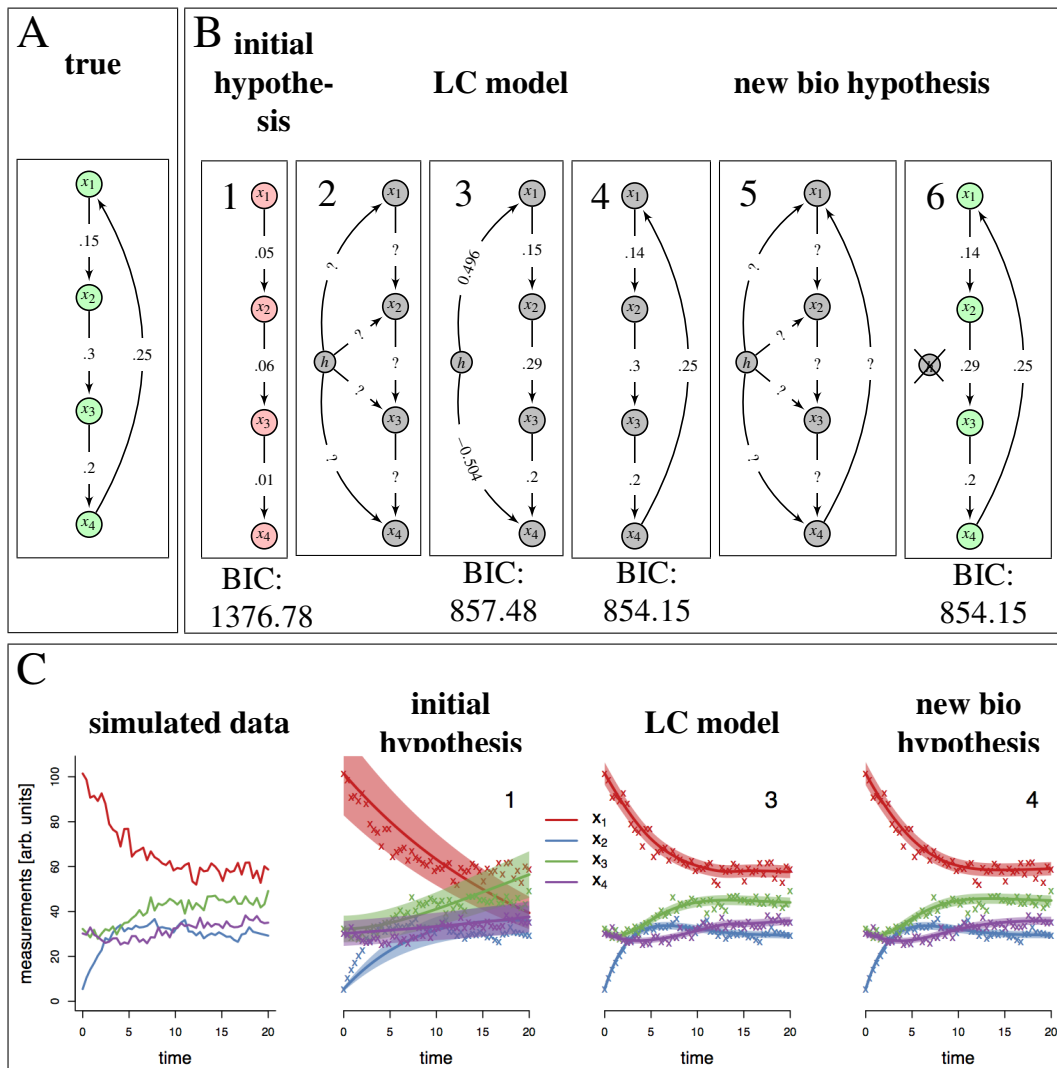 A
true
x1
.15
x2
.3
.25
x3
.2
x4
B
initial
hypothe-
sis
LC model
new bio hypothesis
1
x1
.05
x2
.06
x3
.01
x4
BIC:
1376.78
2
x1
?
?
x2
?
h
?
?
x3
?
?
x4
3
x1
0.496
.15
x2
h
.29
x3
−0.504
.2
x4
BIC:
857.48
4
x1
.14
x2
.3
.25
x3
.2
x4
BIC:
854.15
5
x1
?
?
x2
?
h
?
?
?
x3
?
?
x4
6
x1
.14
x2
h
.29
.25
x3
.2
x4
BIC:
854.15
C
simulated data
initial
hypothesis
LC model
new bio
hypothesis
measurements [arb. units]
100
80
60
40
20
0
0 5 10 15 20
time
1
0 5 10 15 20
time
x1
x2
x3
x4
3
0 5 10 15 20
time
4
0 5 10 15 20
time